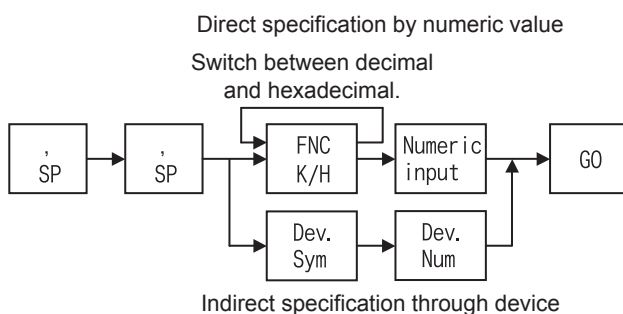 Direct specification by numeric value
Switch between decimal
and hexadecimal.
,
SP
,
SP
FNC
K/H
Numeric
input
GO
Dev.
Sym
Dev.
Num
Indirect specification through device